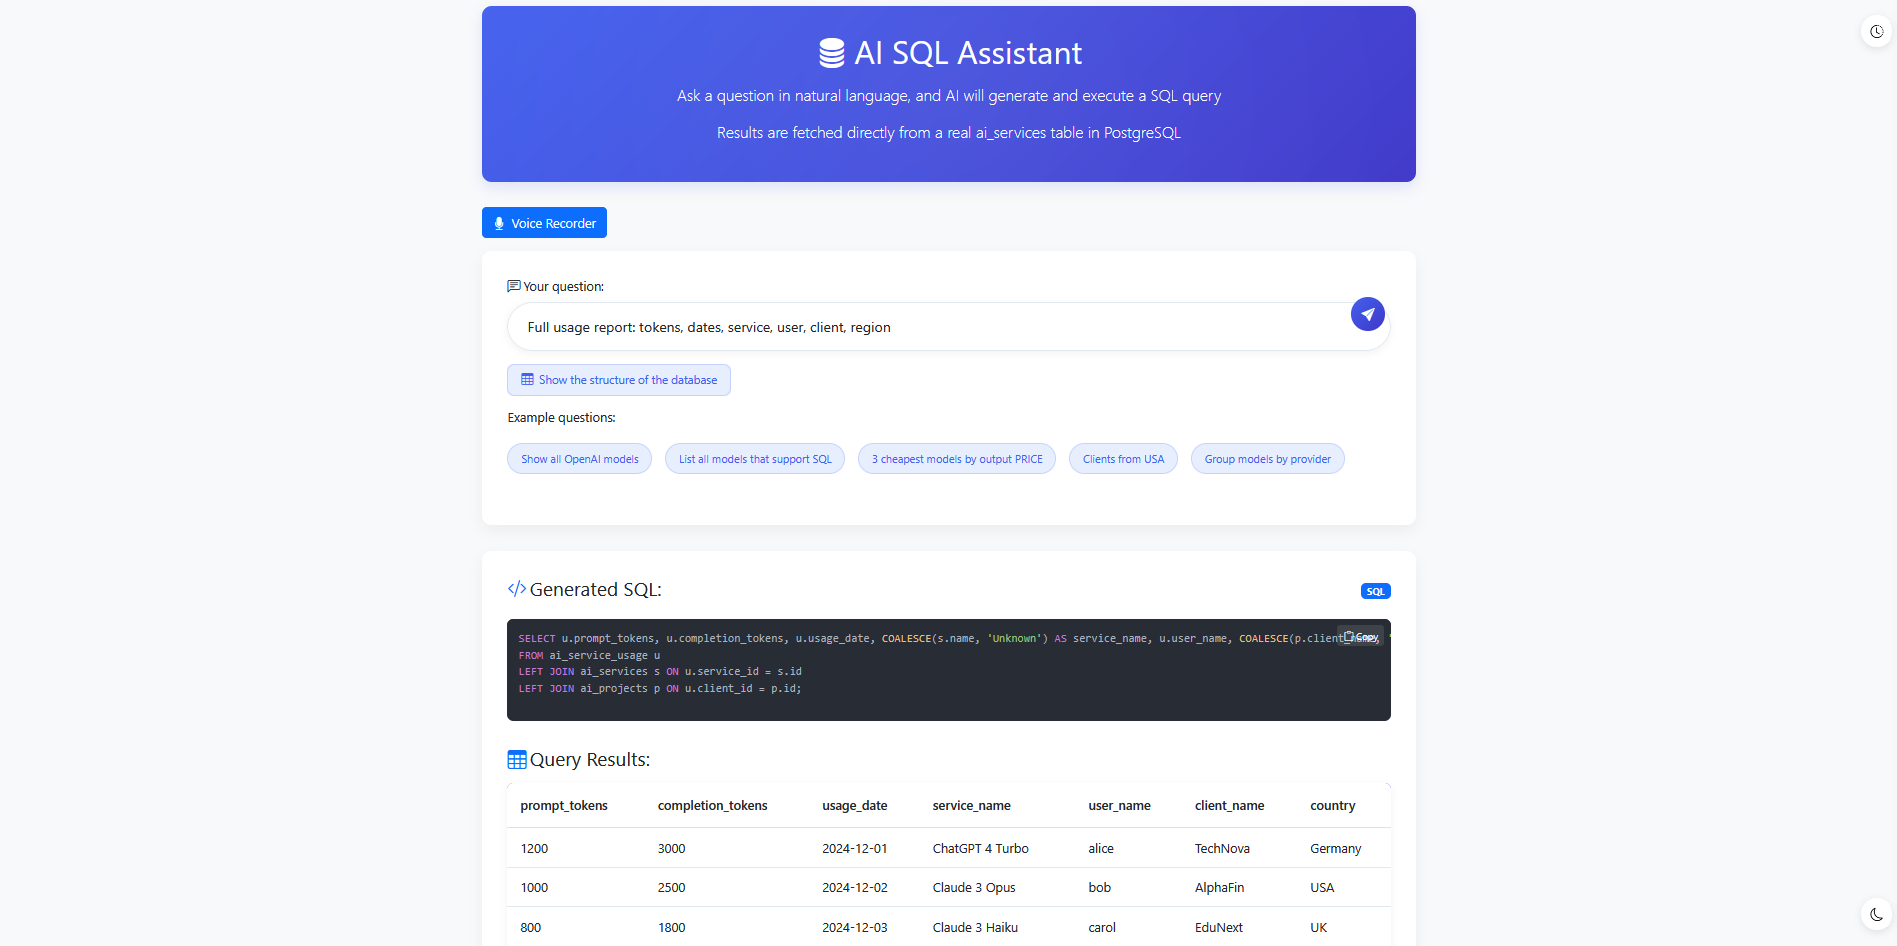 AI SQL Assistant
Ask a question in natural language, and AI will generate and execute a SQL query
Results are fetched directly from a real ai_services table in PostgreSQL
Voice Recorder
Your question:
Full usage report: tokens, dates, service, user, client, region
Show the structure of the database
Example questions:
Show all OpenAI models
List all models that support SQL
3 cheapest models by output PRICE
Clients from USA
Group models by provider
</> Generated SQL:
SQL
Copy
SELECT u.prompt_tokens, u.completion_tokens, u.usage_date, COALESCE(s.name, 'Unknown') AS service_name, u.user_name, COALESCE(p.client_name, '
FROM ai_service_usage u
LEFT JOIN ai_services s ON u.service_id = s.id
LEFT JOIN ai_projects p ON u.client_id = p.id;
Query Results:
prompt_tokens completion_tokens usage_date service_name user_name client_name country
1200 3000 2024-12-01 ChatGPT 4 Turbo alice TechNova Germany
1000 2500 2024-12-02 Claude 3 Opus bob AlphaFin USA
800 1800 2024-12-03 Claude 3 Haiku carol EduNext UK